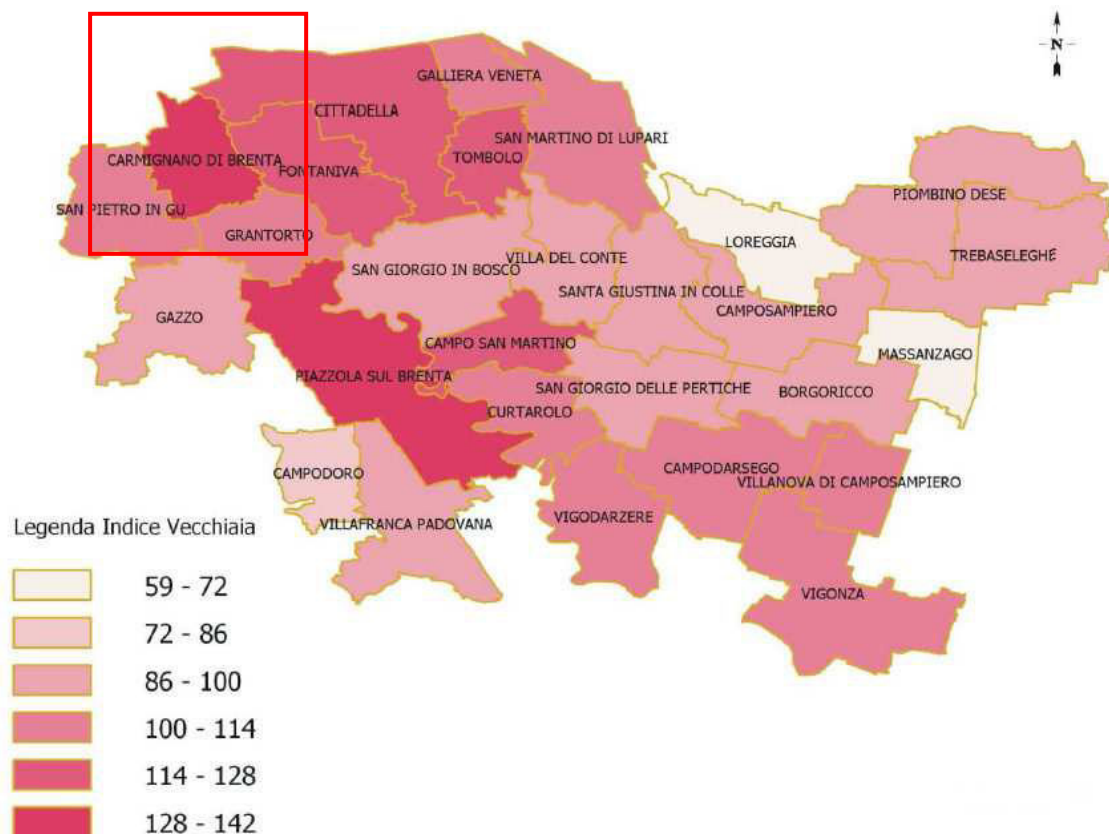 N
GALLIERA VENETA
CITTADELLA
SAN MARTINO DI LUPARI
TOMBOLO
CARMIGNANO DI BRENTA
FONTANIVA
PIOMBINO DESE
SAN PIETRO IN GU
GRANTORTO
LOREGGIA
TREBASELEGHE
VILLA DEL CONTE
SAN GIORGIO IN BOSCO
SANTA GIUSTINA IN COLLE
CAMPOSAMPIERO
GAZZO
CAMPO SAN MARTINO
MASSANZAGO
PIAZZOLA SUL BRENTA
SAN GIORGIO DELLE PERTICHE
BORGORICCO
CURTAROLO
CAMPODORO
CAMPODARSEGO
VILLANOVA DI CAMPOSAMPIERO
VILLAFRANCA PADOVANA
VIGODARZERE
VIGONZA
Legenda Indice Vecchiaia
59 - 72
72 - 86
86 - 100
100 - 114
114 - 128
128 - 142